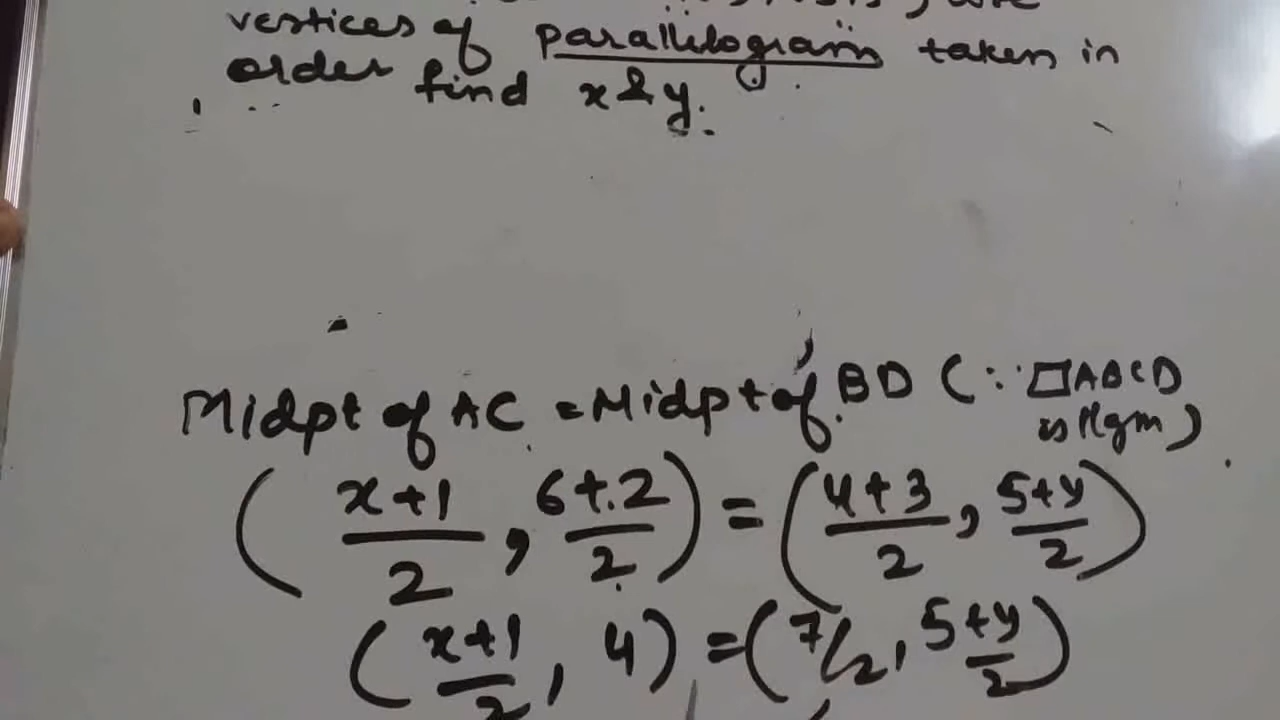 vertices of parallelogram taken in
order find x & y.
Midpt of AC = Midpt of BD (∵ □ABCD
is ||gm)
(x+1/2, 6+2/2) = (4+3/2, 5+y/2)
(x+1/2, 4) = (7/2, 5+y/2)